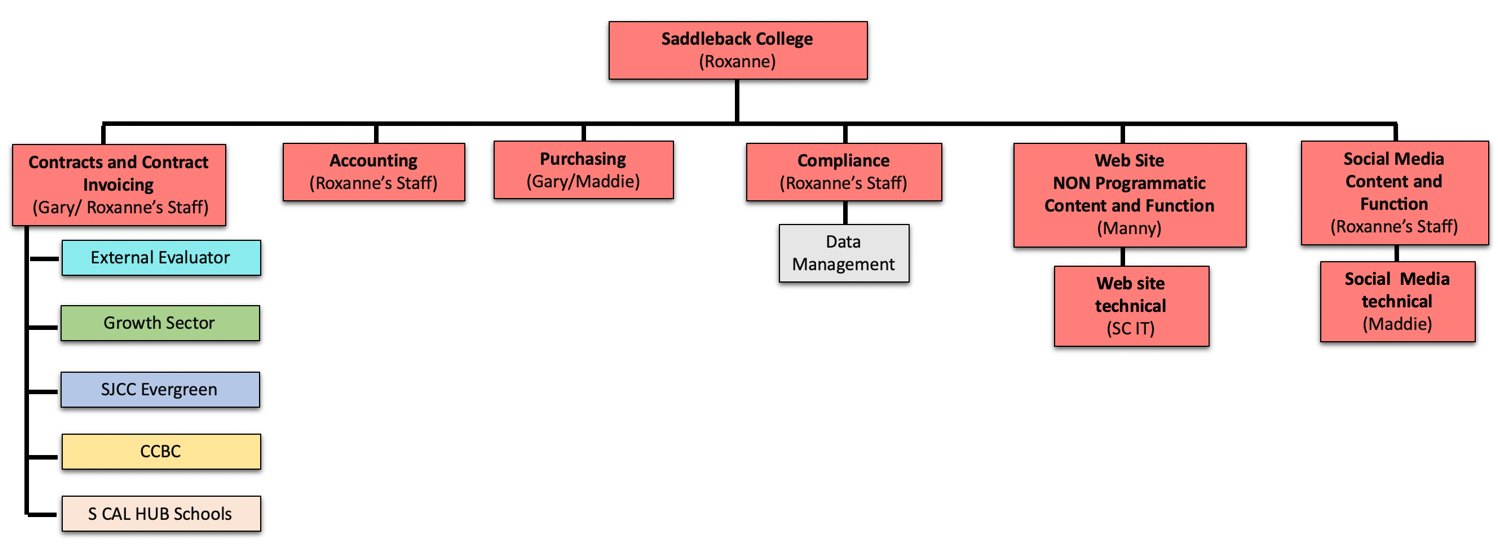 Saddleback College
(Roxanne)
Contracts and Contract
Invoicing
(Gary/ Roxanne’s Staff)
External Evaluator
Growth Sector
SJCC Evergreen
CCBC
S CAL HUB Schools
Accounting
(Roxanne’s Staff)
Purchasing
(Gary/Maddie)
Compliance
(Roxanne’s Staff)
Data
Management
Web Site
NON Programmatic
Content and Function
(Manny)
Web site
technical
(SC IT)
Social Media
Content and
Function
(Roxanne’s Staff)
Social  Media
technical
(Maddie)